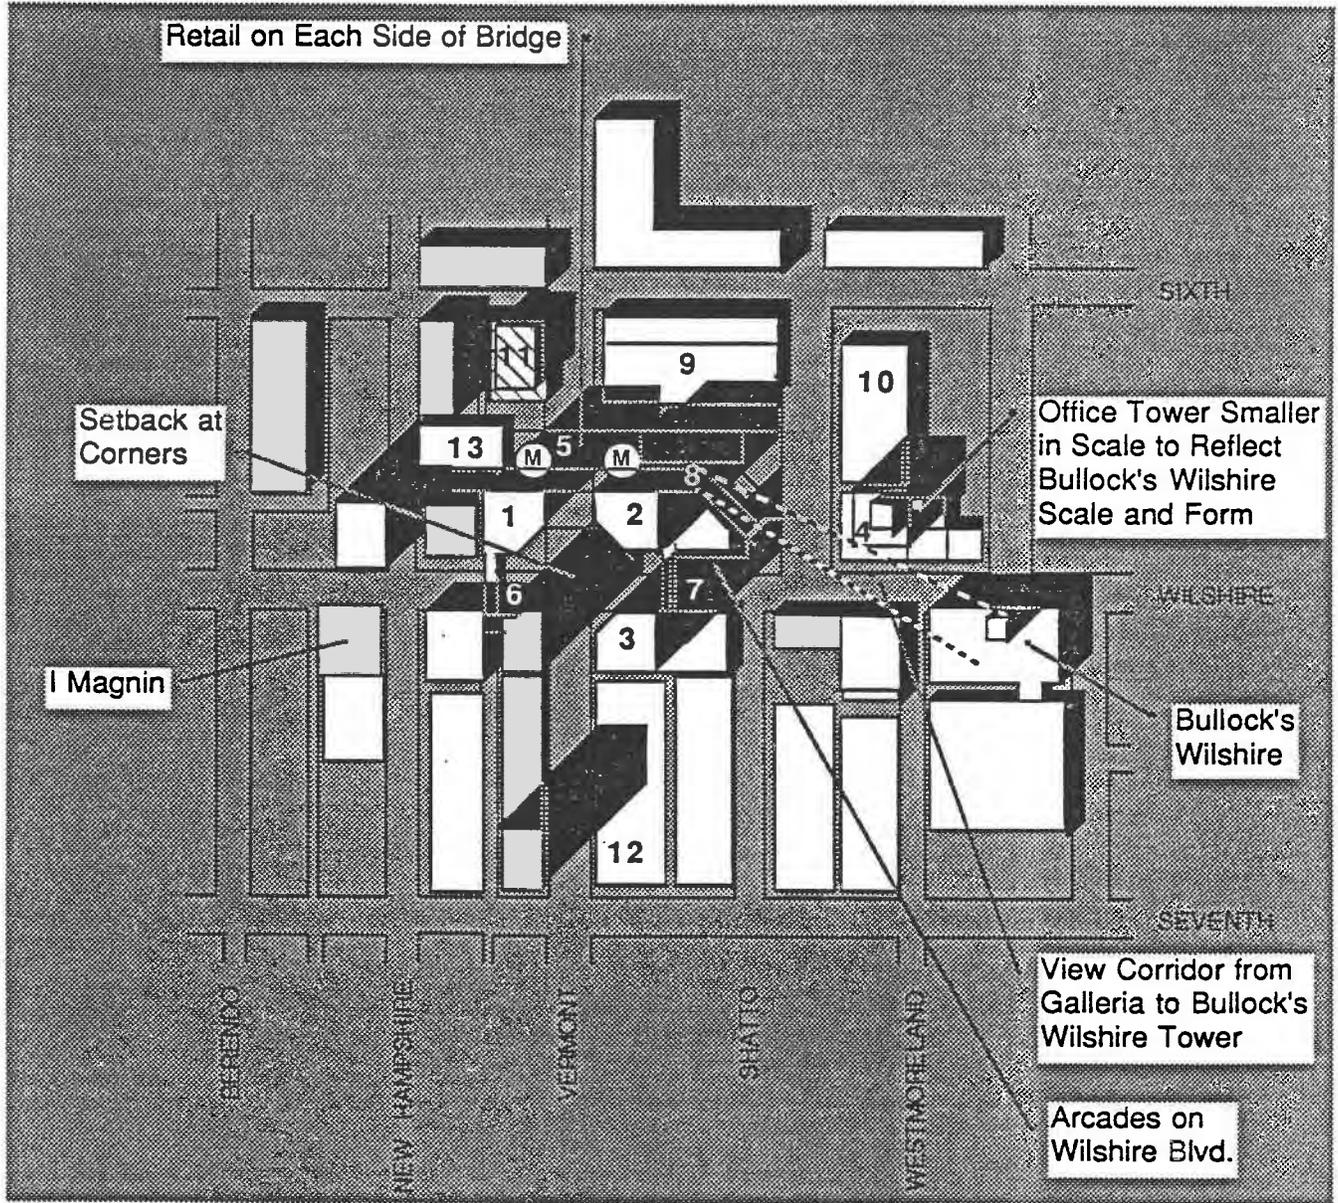 Retail on Each Side of Bridge
SIXTH
11
9
10
Setback at
Corners
Office Tower Smaller
in Scale to Reflect
Bullock's Wilshire
Scale and Form
13
M
5
M
8
1
2
4
6
7
WILSHIRE
3
I Magnin
Bullock's
Wilshire
12
SEVENTH
View Corridor from
Galleria to Bullock's
Wilshire Tower
BERENDO
NEW HAMPSHIRE
VERMONT
SHATTO
WESTMORELAND
Arcades on
Wilshire Blvd.